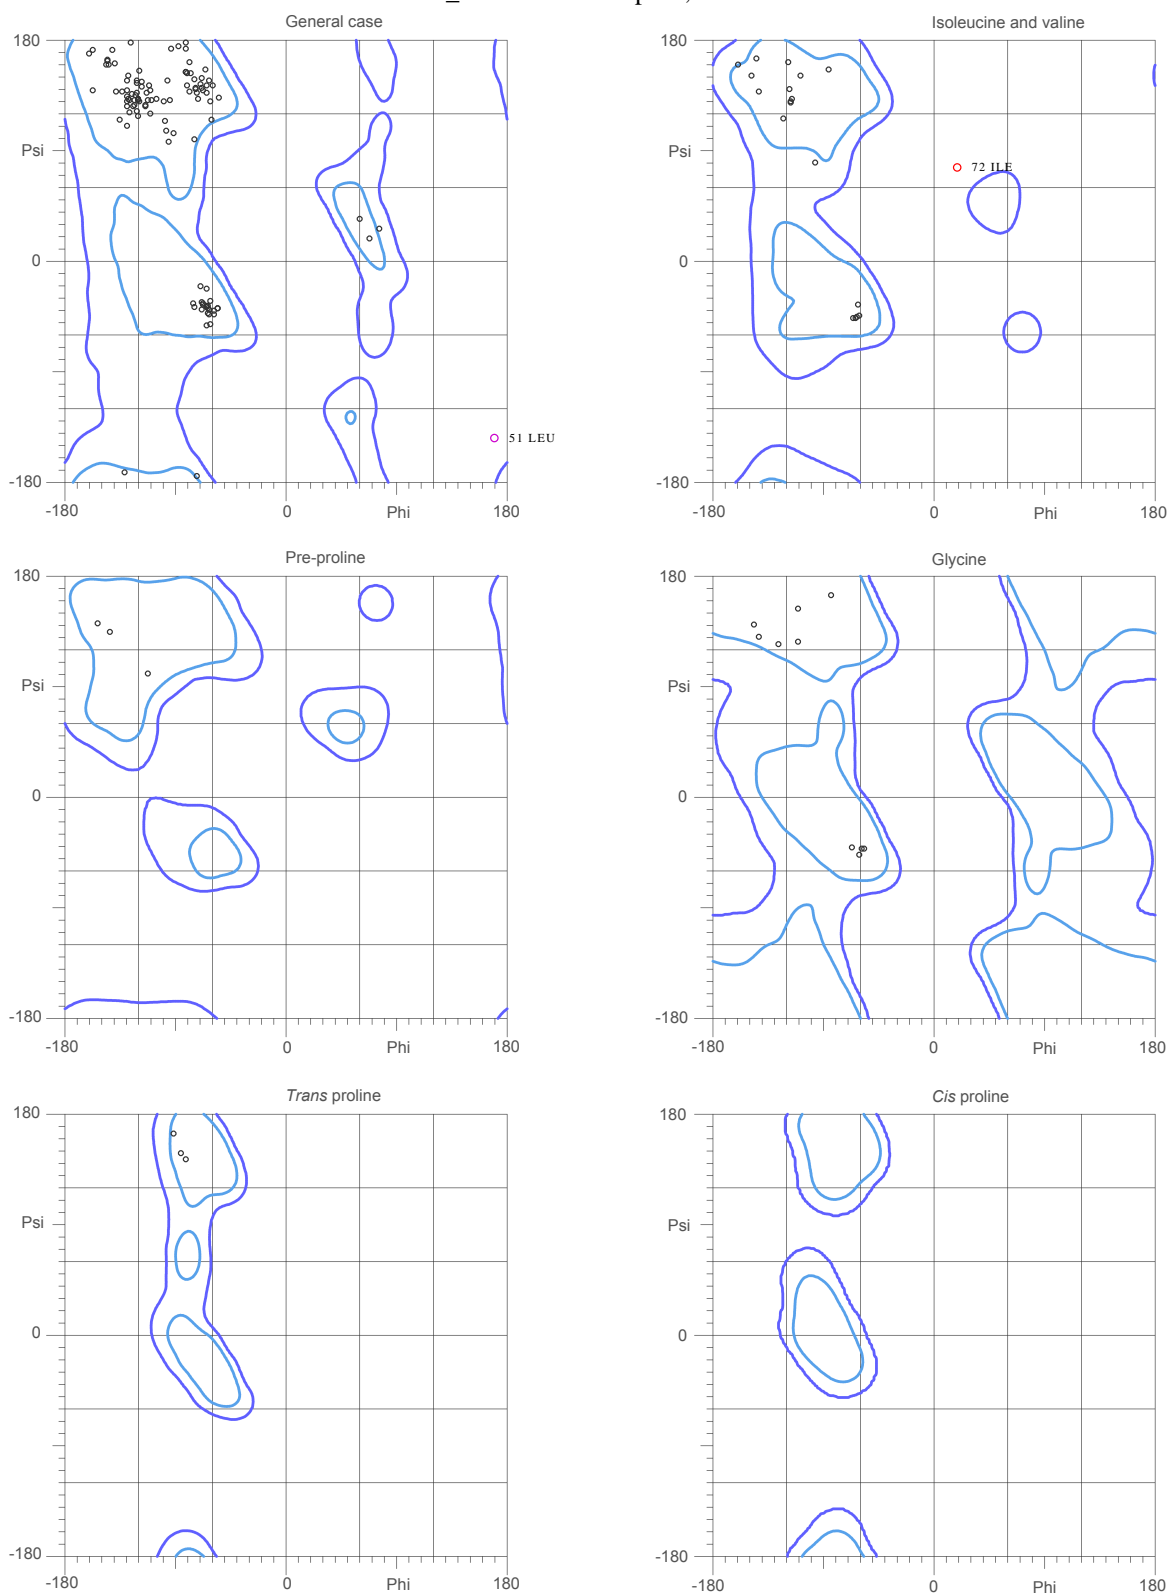 General case
Isoleucine and valine
180
180
Psi
Psi
72 ILE
0
0
51 LEU
-180
-180
-180
0
Phi
180
-180
0
Phi
180
Pre-proline
Glycine
180
180
Psi
Psi
0
0
-180
-180
-180
0
Phi
180
-180
0
Phi
180
Trans proline
Cis proline
180
180
Psi
Psi
0
0
-180
-180
-180
0
Phi
180
-180
0
Phi
180